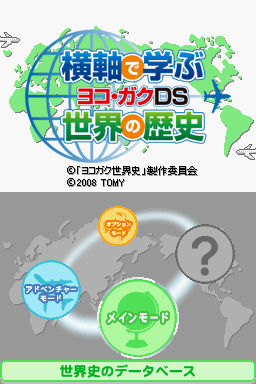 横軸で学ぶ
ヨコ・ガクDS
世界の歴史
©「ヨコガク世界史」製作委員会
©2008 TOMY
オプション
モード
?
アドベンチャー
モード
メインモード
世界史のデータベース